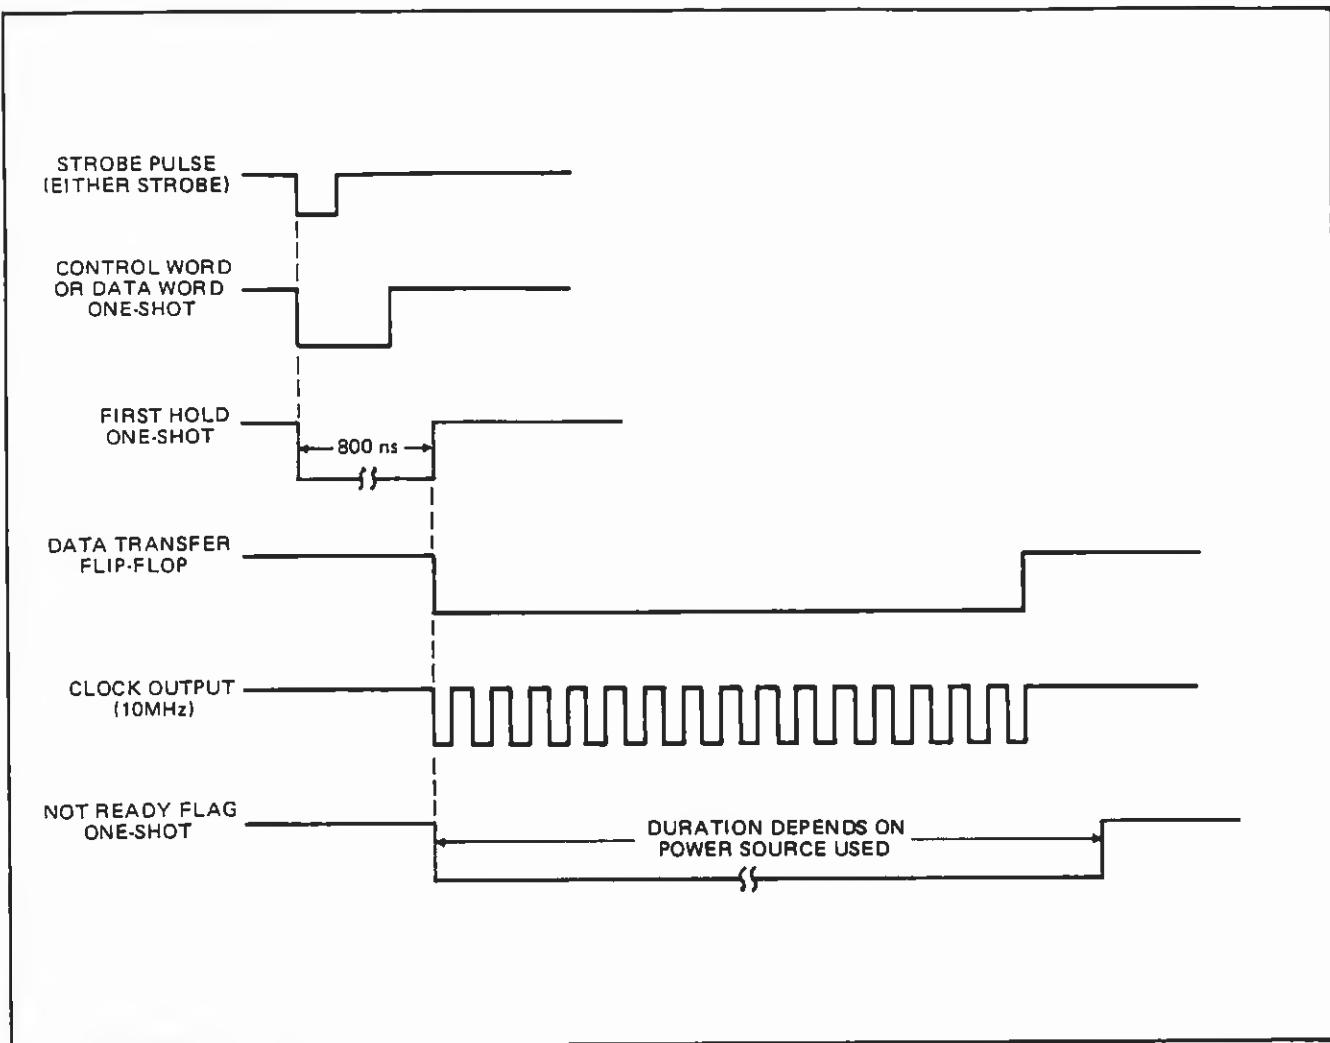 STROBE PULSE
(EITHER STROBE)
CONTROL WORD
OR DATA WORD
ONE-SHOT
FIRST HOLD
ONE-SHOT
800 ns
DATA TRANSFER
FLIP-FLOP
CLOCK OUTPUT
(10MHz)
NOT READY FLAG
ONE-SHOT
DURATION DEPENDS ON
POWER SOURCE USED